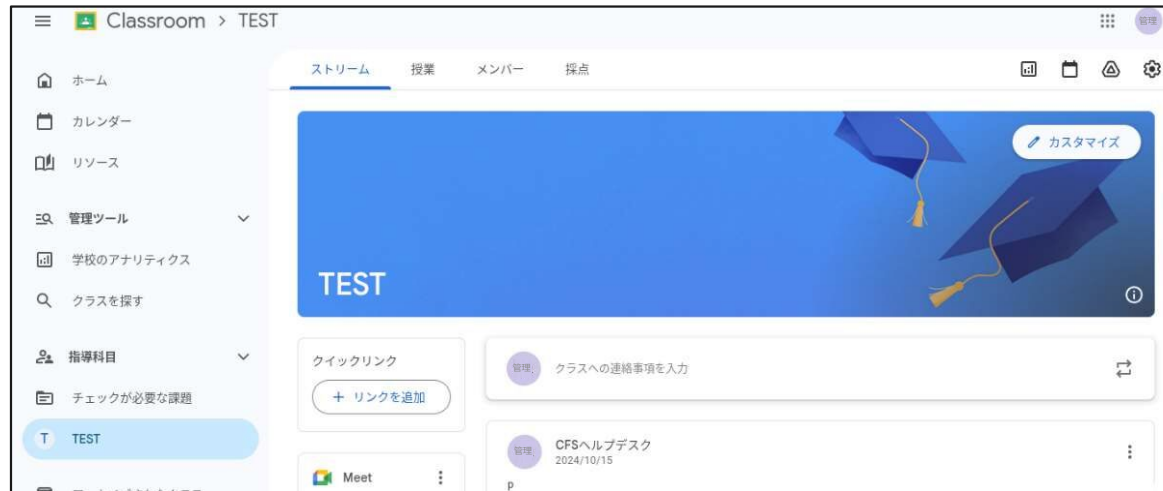 Classroom > TEST
管理
ストリーム 授業 メンバー 採点
ホーム
カレンダー
リソース
管理ツール
学校のアナリティクス
クラスを探す
指導科目
チェックが必要な課題
T TEST
カスタマイズ
TEST
クイックリンク
+ リンクを追加
Meet
管理 クラスへの連絡事項を入力
管理 CFSヘルプデスク
2024/10/15
p